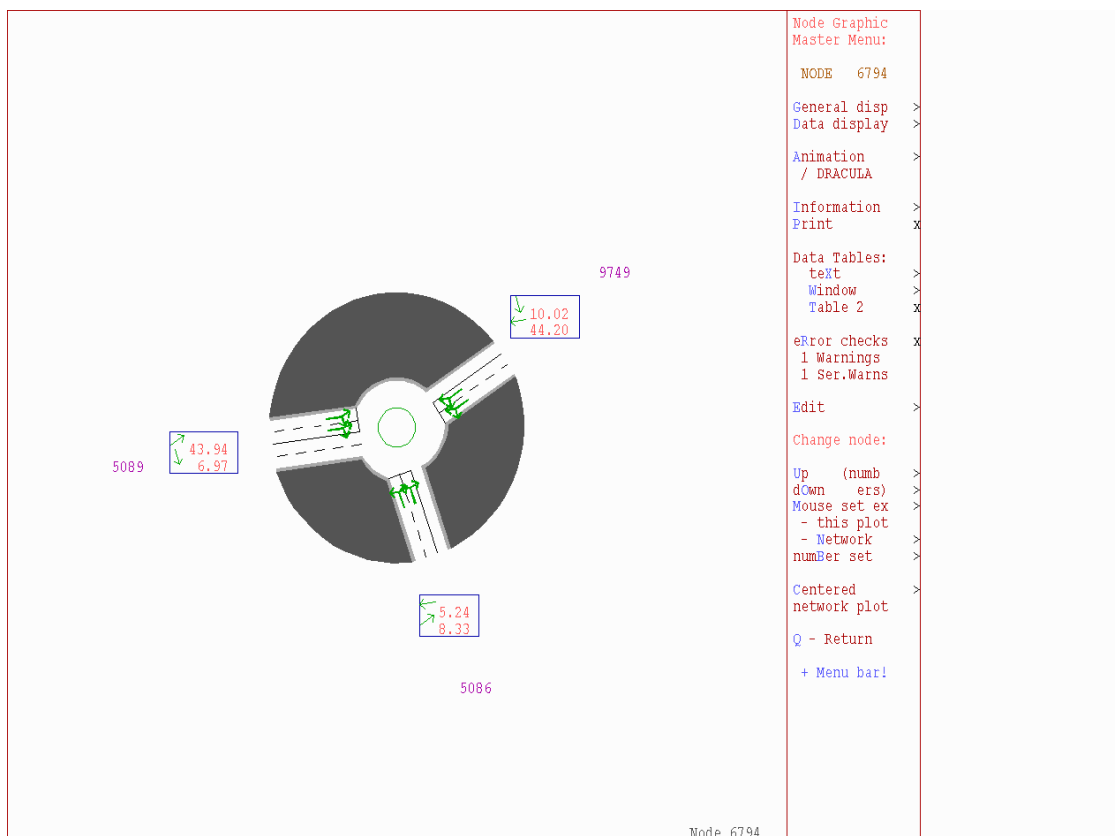 Node Graphic
Master Menu:
NODE 6794
General disp >
Data display >
Animation >
/ DRACULA
Information >
Print x
Data Tables:
teXt >
Window >
Table 2 x
eRror checks x
1 Warnings
1 Ser.Warns
Edit >
Change node:
Up (numb >
dOwn ers) >
Mouse set ex >
- this plot
- Network >
numBer set >
Centered >
network plot
Q - Return
+ Menu bar!
9749
10.02
44.20
5089
43.94
6.97
5.24
8.33
5086
Node 6794